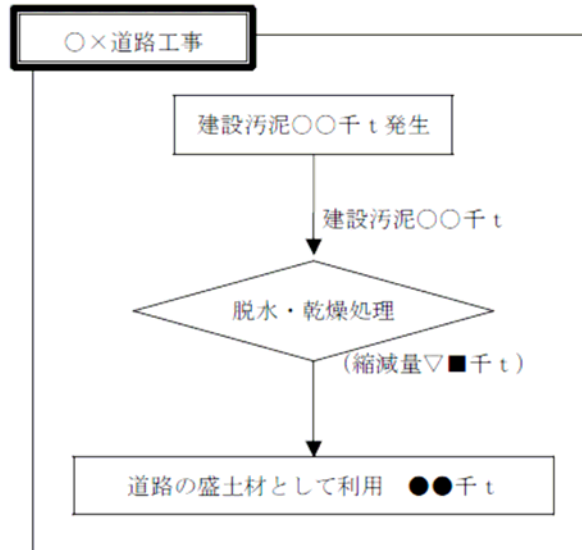 ○×道路工事
建設汚泥○○千ｔ発生
建設汚泥○○千ｔ
脱水・乾燥処理
（縮減量▽■千ｔ）
道路の盛土材として利用　●●千ｔ